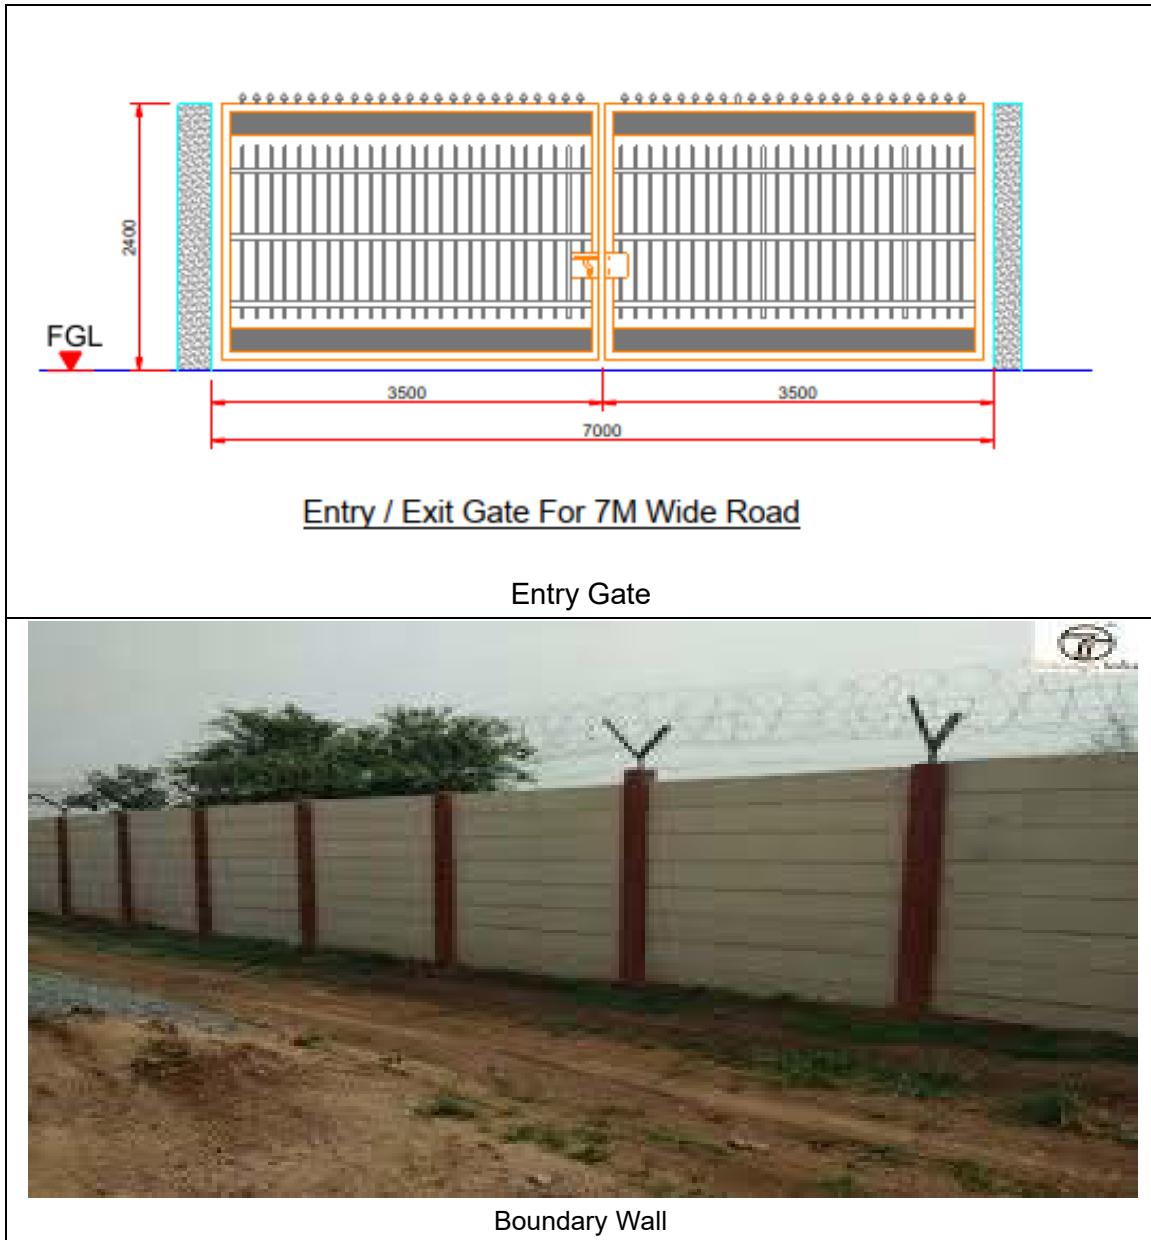 2400
FGL
3500
3500
7000
Entry / Exit Gate For 7M Wide Road
Entry Gate
Boundary Wall